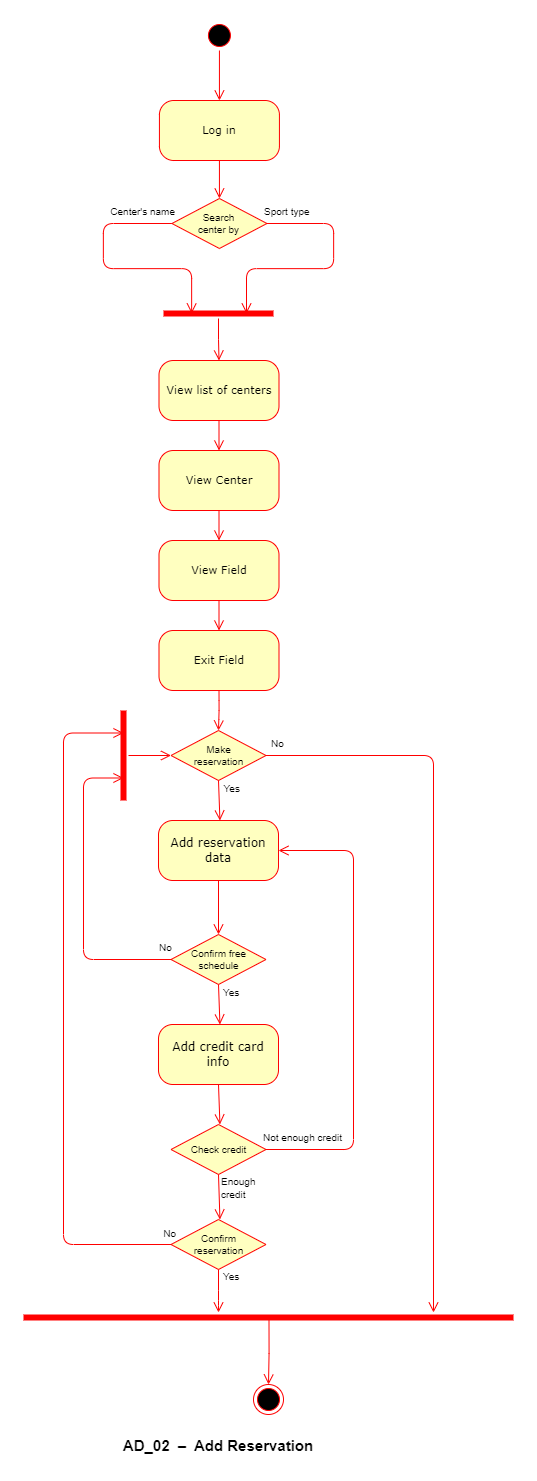 Log in
Center's name
Search
center by
Sport type
View list of centers
View Center
View Field
Exit Field
Make
reservation
No
Yes
Add reservation
data
No
Confirm free
schedule
Yes
Add credit card
info
Check credit
Not enough credit
Enough
credit
No
Confirm
reservation
Yes
AD_02 – Add Reservation